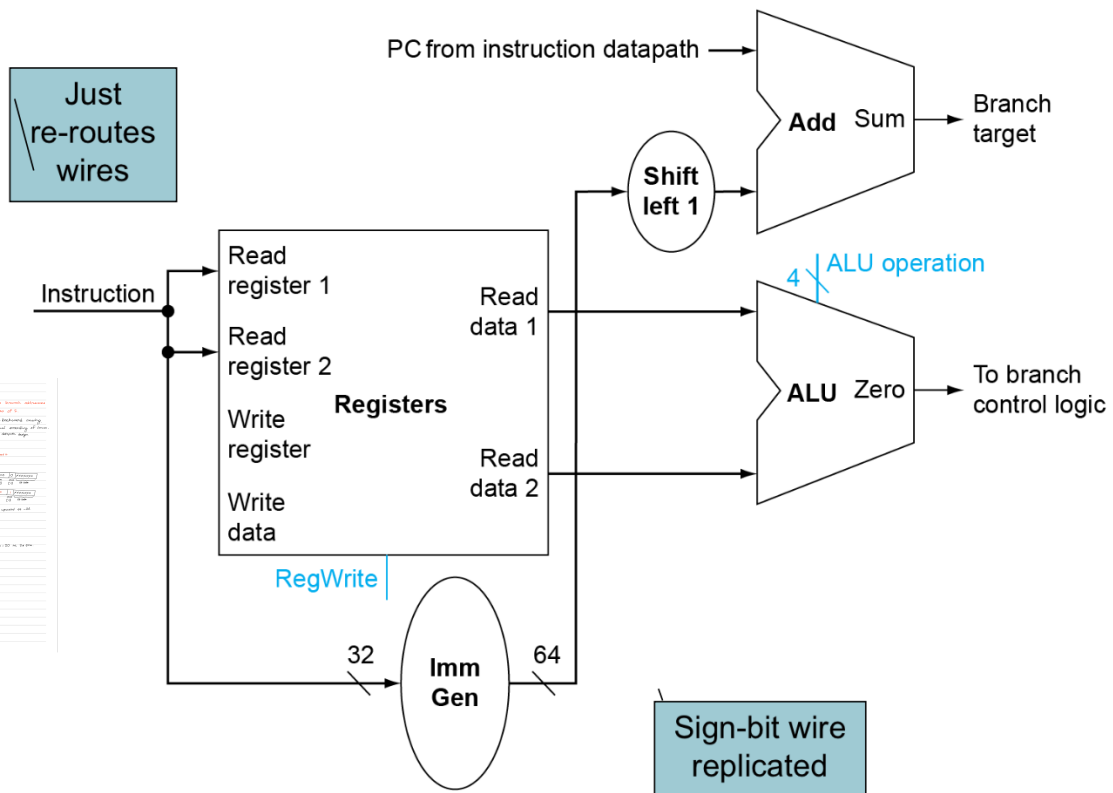 PC from instruction datapath
Just
re-routes
wires
Add
Sum
Branch
target
Shift
left 1
Instruction
Read
register 1
Read
register 2
Registers
Write
register
Write
data
Read
data 1
Read
data 2
RegWrite
4
ALU operation
ALU
Zero
To branch
control logic
32
Imm
Gen
64
Sign-bit wire
replicated